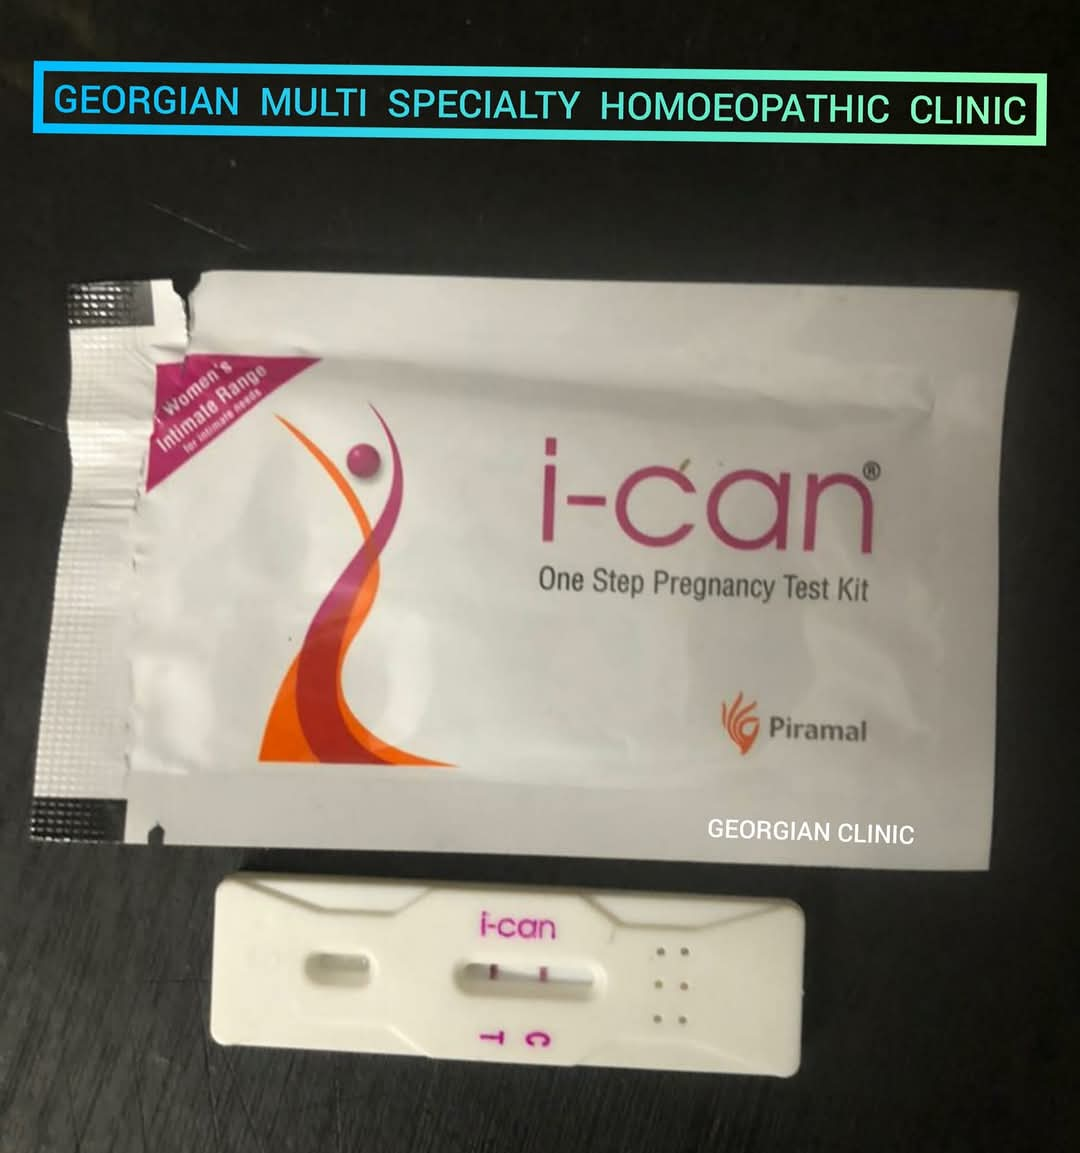 GEORGIAN MULTI SPECIALTY HOMOEOPATHIC CLINIC
Women's
Intimate Range
for intimate needs
i-can®
One Step Pregnancy Test Kit
Piramal
GEORGIAN CLINIC
i-can
T C